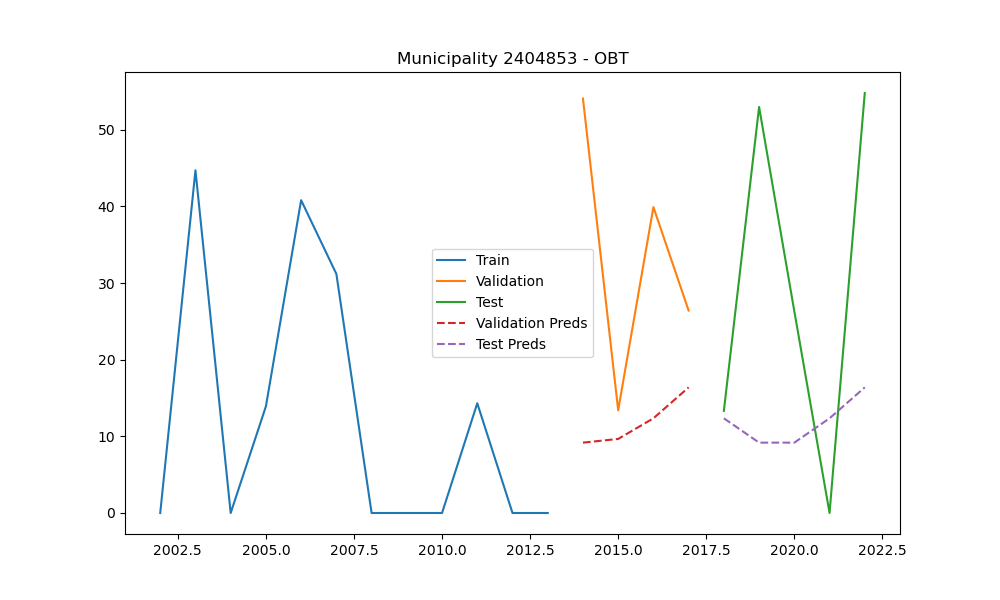 Municipality 2404853 - OBT
50
40
30
20
10
0
Train
Validation
Test
Validation Preds
Test Preds
2002.5 2005.0 2007.5 2010.0 2012.5 2015.0 2017.5 2020.0 2022.5